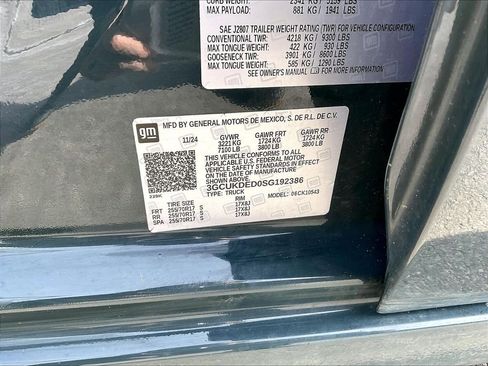 CURB WEIGHT: 2341 KG / 5159 LBS
MAX PAYLOAD: 881 KG / 1941 LBS
SAE J2807 TRAILER WEIGHT RATING (TWR) FOR VEHICLE CONFIGURATION
CONVENTIONAL TWR: 4218 KG / 9300 LBS
MAX TONGUE WT: 422 KG / 930 LBS
GOOSENECK TWR: 3901 KG / 8600 LBS
MAX TONGUE WT: 585 KG / 1290 LBS
SEE OWNER'S MANUAL FOR MORE INFORMATION
gm
MFD BY GENERAL MOTORS DE MEXICO, S. DE R.L. DE C.V.
11/24 GVWR GAWR FRT GAWR RR
3221 KG 1724 KG 1724 KG
7100 LB 3800 LB 3800 LB
THIS VEHICLE CONFORMS TO ALL
APPLICABLE U.S. FEDERAL MOTOR
VEHICLE SAFETY STANDARDS IN EFFECT
ON THE DATE OF MANUFACTURE
SHOWN ABOVE.
3GCUKDED0SG192386
TYPE: TRUCK MODEL: 06CK10543
TIRE SIZE RIM
FRT 255/70R17 S 17X8J
RR 255/70R17 S 17X8J
SPA 255/70R17 S 17X8J